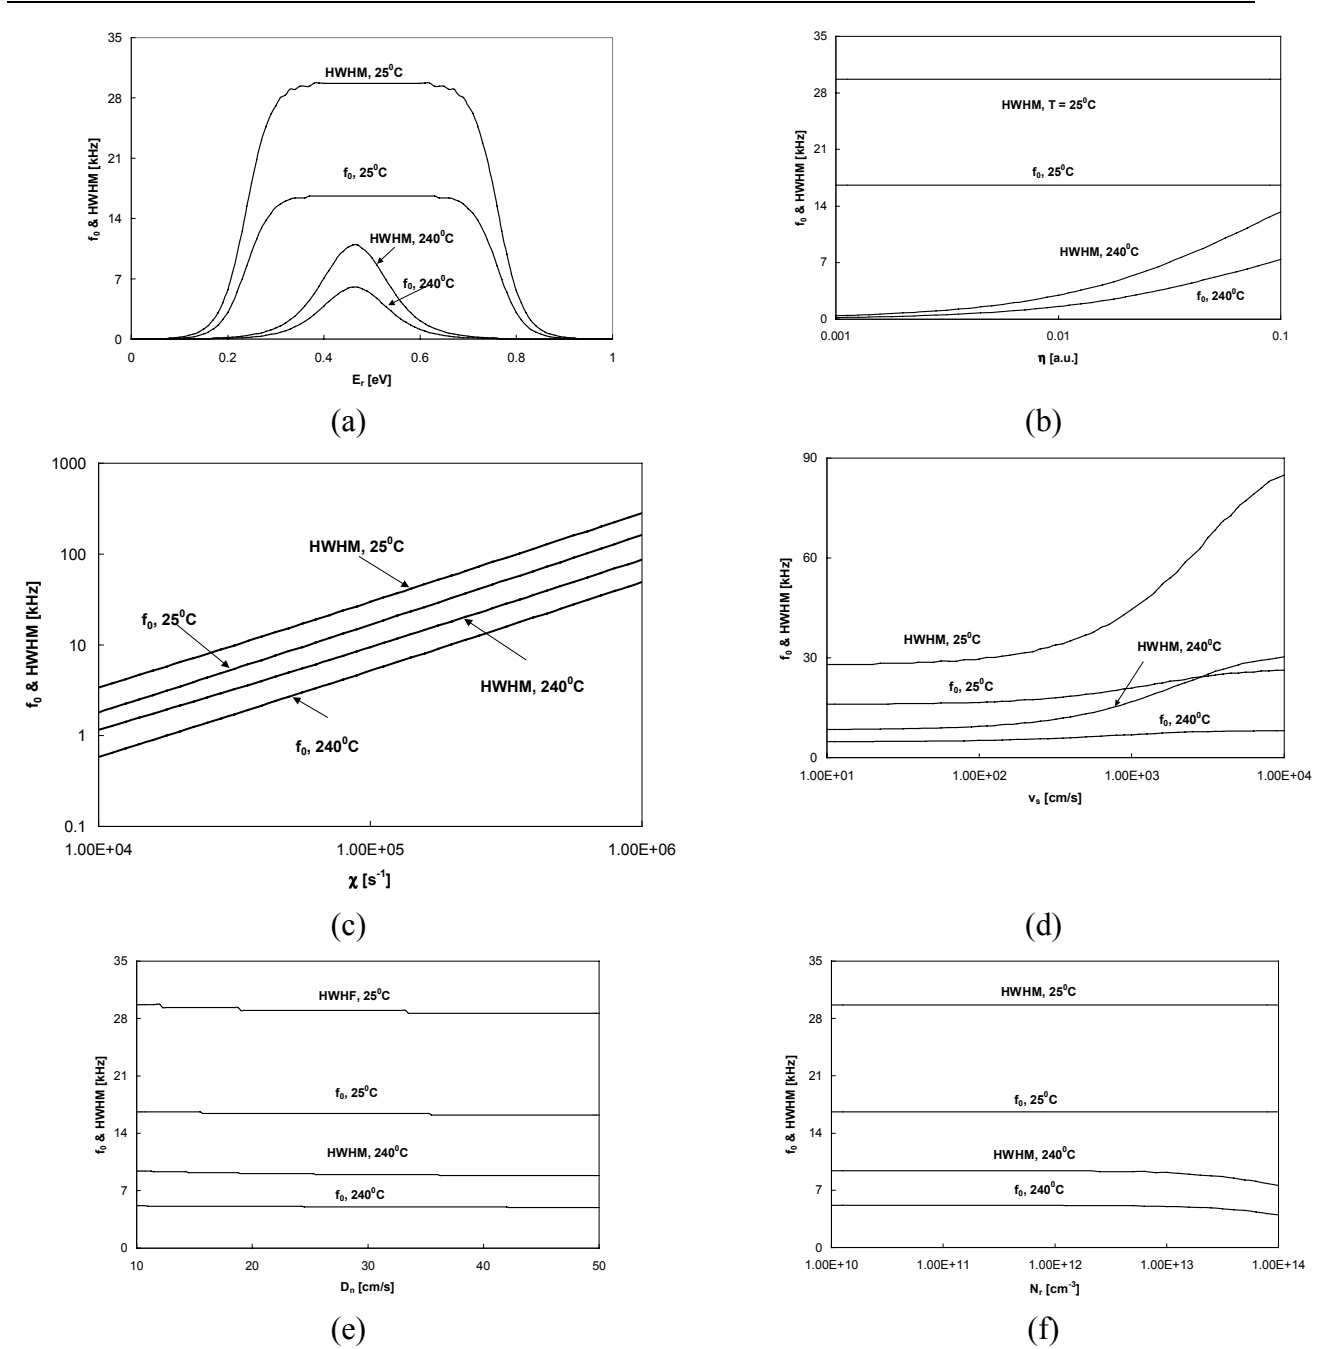 35
28
21
14
7
0
f₀ & HWHM [kHz]
HWHM, 25⁰C
f₀, 25⁰C
HWHM, 240⁰C
f₀, 240⁰C
0 0.2 0.4 0.6 0.8 1
Eᵣ [eV]
(a)
35
28
21
14
7
0
f₀ & HWHM [kHz]
HWHM, T = 25⁰C
f₀, 25⁰C
HWHM, 240⁰C
f₀, 240⁰C
0.001 0.01 0.1
η [a.u.]
(b)
1000
100
10
1
0.1
f₀ & HWHM [kHz]
HWHM, 25⁰C
f₀, 25⁰C
HWHM, 240⁰C
f₀, 240⁰C
1.00E+04 1.00E+05 1.00E+06
χ [s⁻¹]
(c)
90
60
30
0
f₀ & HWHM [kHz]
HWHM, 25⁰C
HWHM, 240⁰C
f₀, 25⁰C
f₀, 240⁰C
1.00E+01 1.00E+02 1.00E+03 1.00E+04
vₛ [cm/s]
(d)
35
28
21
14
7
0
f₀ & HWHM [kHz]
HWHF, 25⁰C
f₀, 25⁰C
HWHM, 240⁰C
f₀, 240⁰C
10 20 30 40 50
Dₙ [cm/s]
(e)
35
28
21
14
7
0
f₀ & HWHM [kHz]
HWHM, 25⁰C
f₀, 25⁰C
HWHM, 240⁰C
f₀, 240⁰C
1.00E+10 1.00E+11 1.00E+12 1.00E+13 1.00E+14
Nᵣ [cm⁻³]
(f)